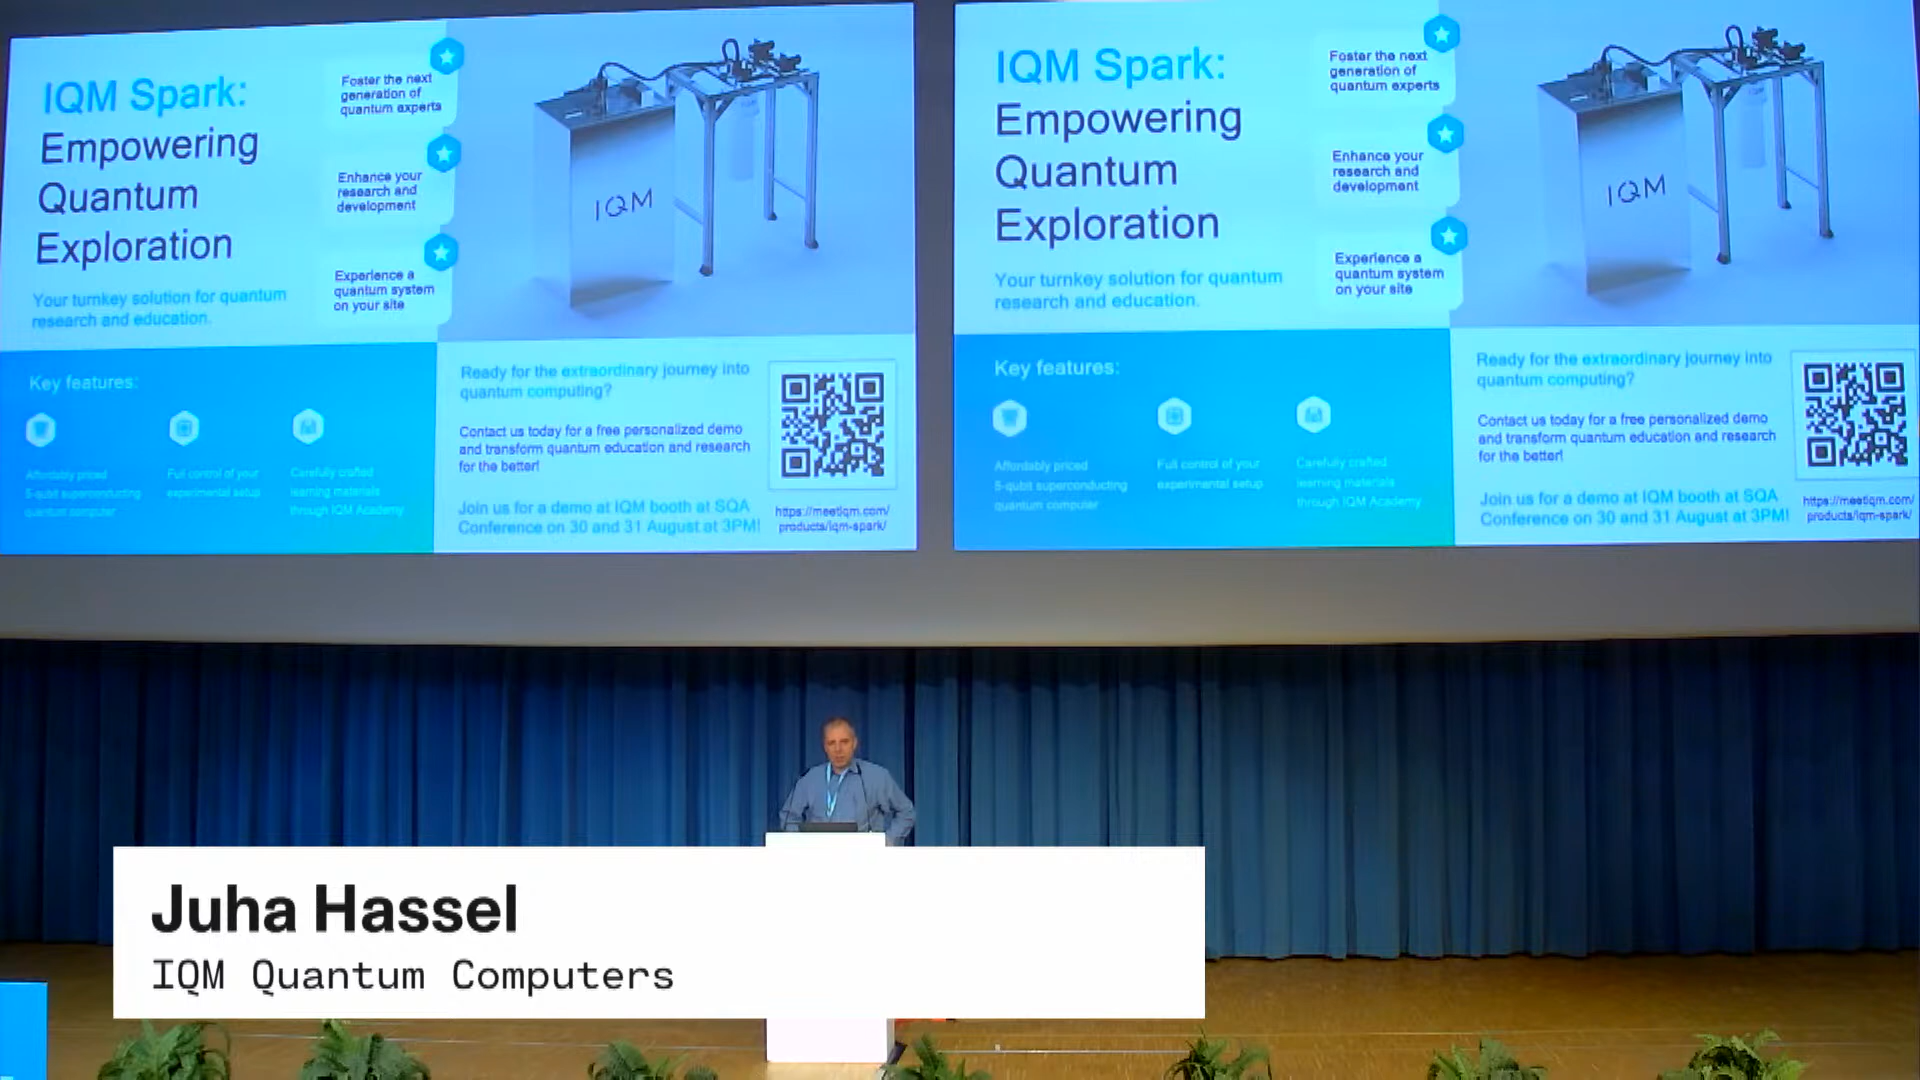 IQM Spark:
Empowering
Quantum
Exploration
Your turnkey solution for quantum
research and education.
Foster the next
generation of
quantum experts
Enhance your
research and
development
Experience a
quantum system
on your site
IQM
Key features:
Affordably priced
5-qubit superconducting
quantum computer
Full control of your
experimental setup
Carefully crafted
learning materials
through IQM Academy
Ready for the extraordinary journey into
quantum computing?
Contact us today for a free personalized demo
and transform quantum education and research
for the better!
Join us for a demo at IQM booth at SQA
Conference on 30 and 31 August at 3PM!
https://meetiqm.com/
products/iqm-spark/
IQM Spark:
Empowering
Quantum
Exploration
Your turnkey solution for quantum
research and education.
Foster the next
generation of
quantum experts
Enhance your
research and
development
Experience a
quantum system
on your site
IQM
Key features:
Affordably priced
5-qubit superconducting
quantum computer
Full control of your
experimental setup
Carefully crafted
learning materials
through IQM Academy
Ready for the extraordinary journey into
quantum computing?
Contact us today for a free personalized demo
and transform quantum education and research
for the better!
Join us for a demo at IQM booth at SQA
Conference on 30 and 31 August at 3PM!
https://meetiqm.com/
products/iqm-spark/
Juha Hassel
IQM Quantum Computers